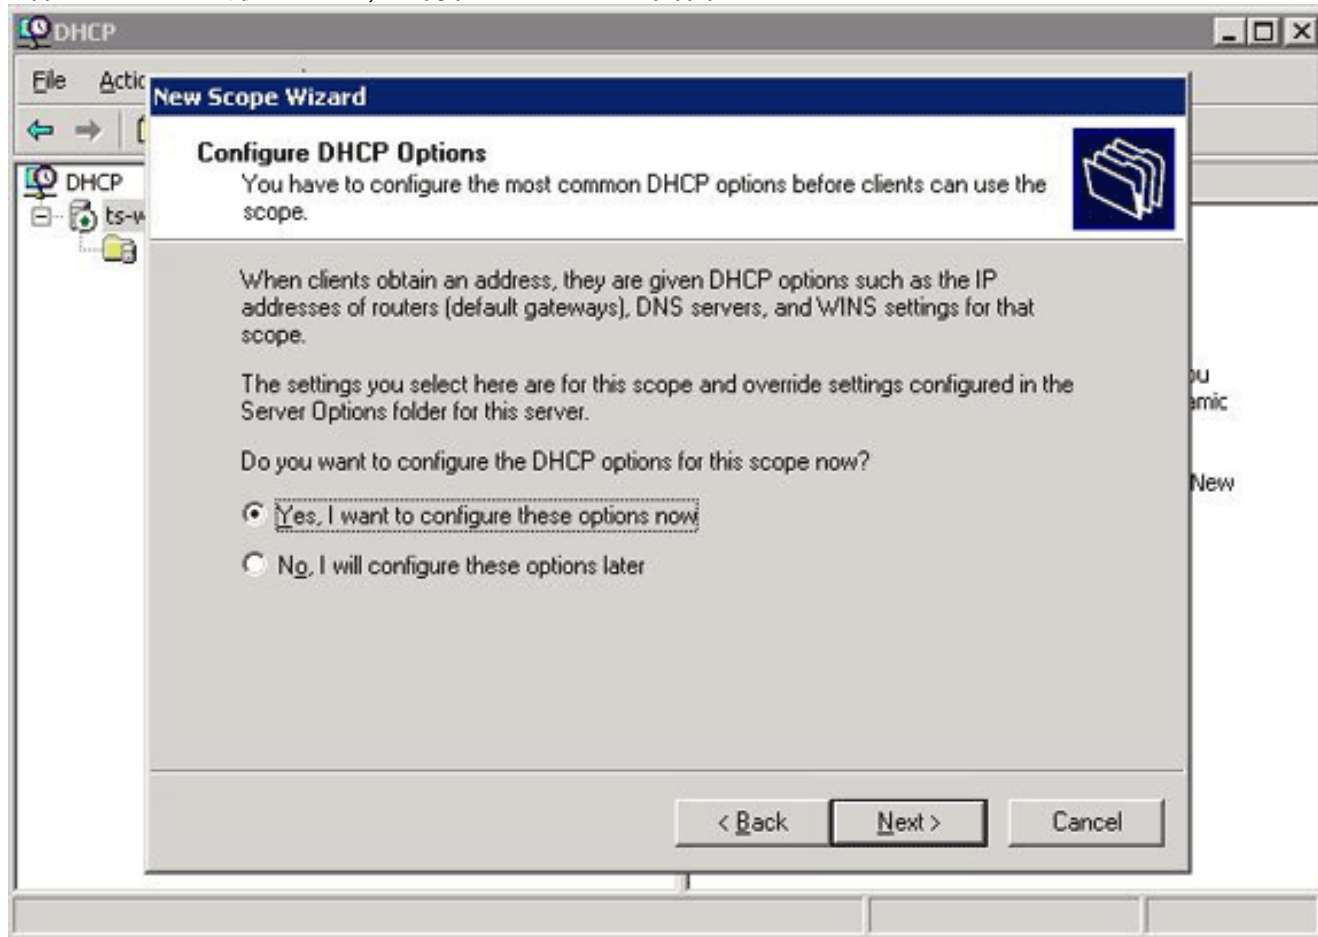 DHCP
File Actic
New Scope Wizard
Configure DHCP Options
You have to configure the most common DHCP options before clients can use the
scope.
DHCP
ts-w
When clients obtain an address, they are given DHCP options such as the IP
addresses of routers (default gateways), DNS servers, and WINS settings for that
scope.
The settings you select here are for this scope and override settings configured in the
Server Options folder for this server.
ou
amic
Do you want to configure the DHCP options for this scope now?
New
Yes, I want to configure these options now
No, I will configure these options later
< Back Next > Cancel